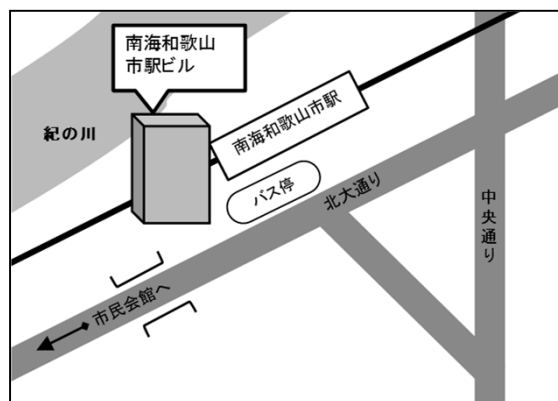 南海和歌山
市駅ビル
紀の川
南海和歌山市駅
バス停
北大通り
中央通り
市民会館へ